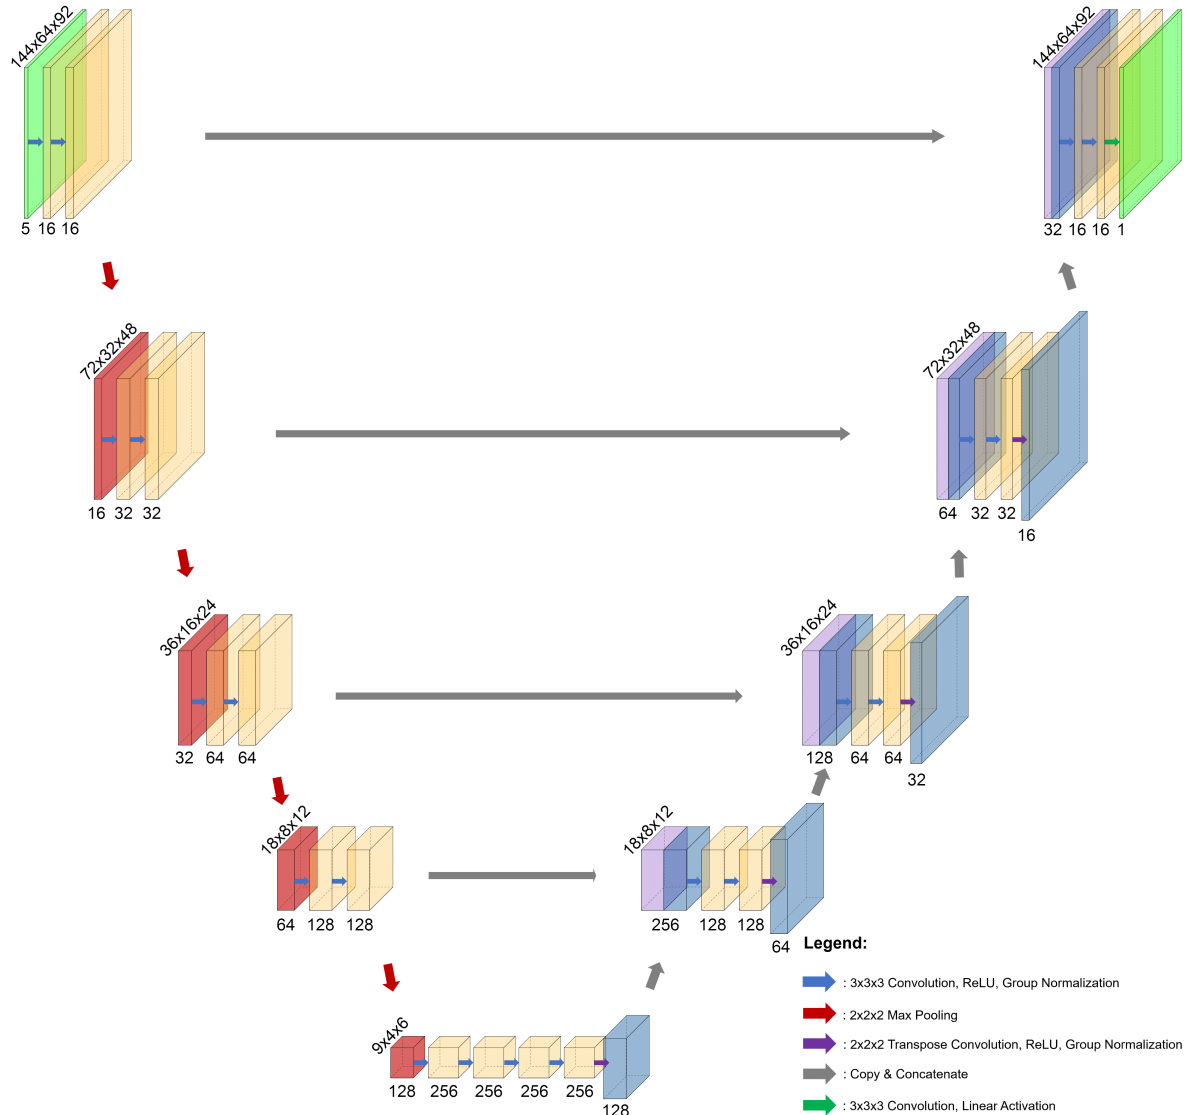 144x64x92
5 16 16
144x64x92
32 16 16 1
72x32x48
16 32 32
72x32x48
64 32 32
16
36x16x24
32 64 64
36x16x24
128 64 64
32
18x8x12
64 128 128
18x8x12
256 128 128
64
9x4x6
128 256 256 256 256
128
Legend:
: 3x3x3 Convolution, ReLU, Group Normalization
: 2x2x2 Max Pooling
: 2x2x2 Transpose Convolution, ReLU, Group Normalization
: Copy & Concatenate
: 3x3x3 Convolution, Linear Activation